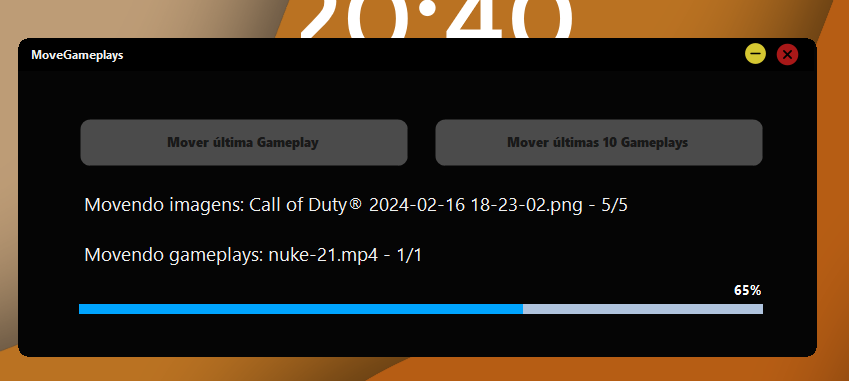 20:40
MoveGameplays
Mover última Gameplay
Mover últimas 10 Gameplays
Movendo imagens: Call of Duty® 2024-02-16 18-23-02.png - 5/5
Movendo gameplays: nuke-21.mp4 - 1/1
65%